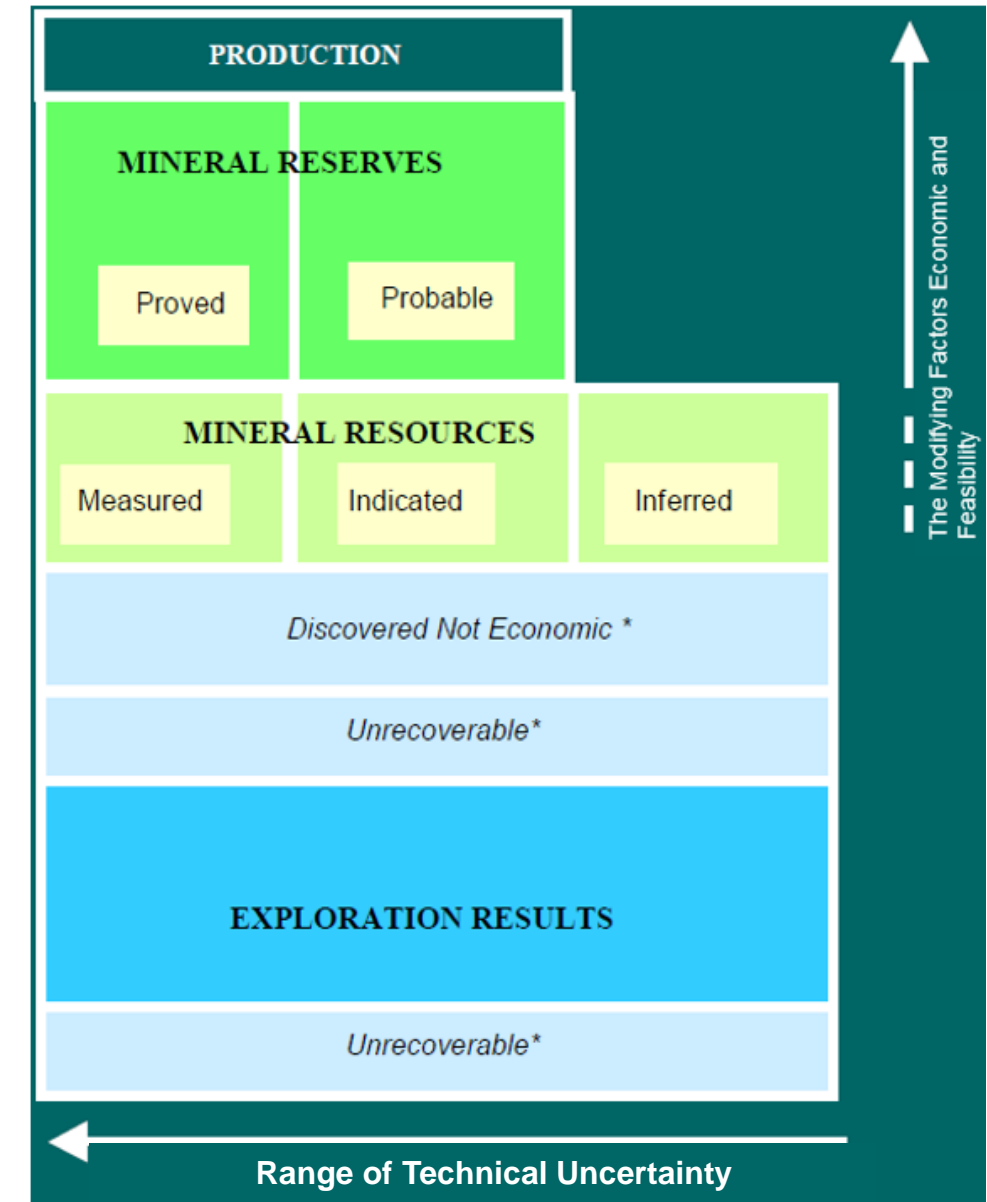 PRODUCTION
MINERAL RESERVES
Proved
Probable
MINERAL RESOURCES
Measured
Indicated
Inferred
Discovered Not Economic *
Unrecoverable*
EXPLORATION RESULTS
Unrecoverable*
Range of Technical Uncertainty
The Modifying Factors Economic and
Feasibility